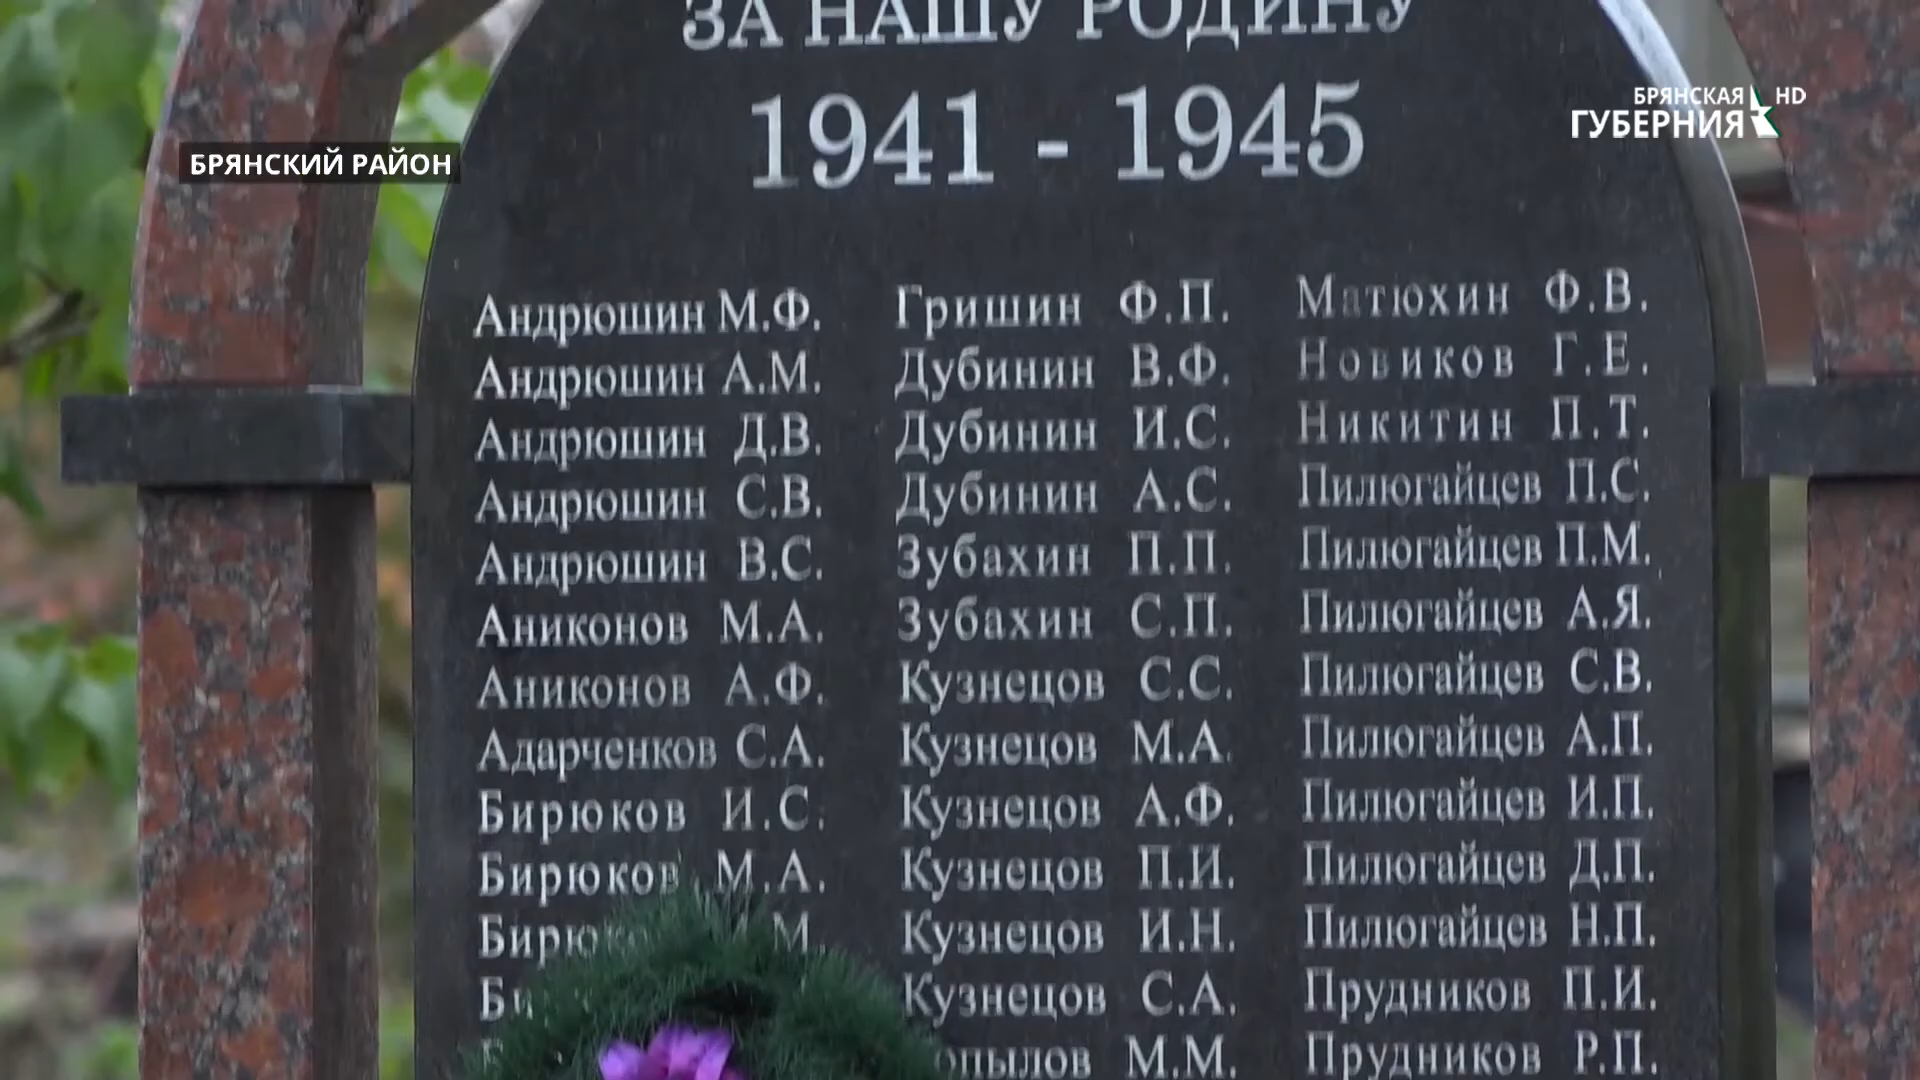 ЗА НАШУ РОДИНУ
1941 - 1945
БРЯНСКАЯ HD
ГУБЕРНИЯ
БРЯНСКИЙ РАЙОН
Андрюшин М.Ф.
Андрюшин А.М.
Андрюшин Д.В.
Андрюшин С.В.
Андрюшин В.С.
Аниконов М.А.
Аниконов А.Ф.
Адарченков С.А.
Бирюков И.С.
Бирюков М.А.
Гришин Ф.П.
Дубинин В.Ф.
Дубинин И.С.
Дубинин А.С.
Зубахин П.П.
Зубахин С.П.
Кузнецов С.С.
Кузнецов М.А.
Кузнецов А.Ф.
Кузнецов П.И.
Кузнецов И.Н.
Кузнецов С.А.
М.М.
Матюхин Ф.В.
Новиков Г.Е.
Никитин П.Т.
Пилюгайцев П.С.
Пилюгайцев П.М.
Пилюгайцев А.Я.
Пилюгайцев С.В.
Пилюгайцев А.П.
Пилюгайцев И.П.
Пилюгайцев Д.П.
Пилюгайцев Н.П.
Прудников П.И.
Прудников Р.П.